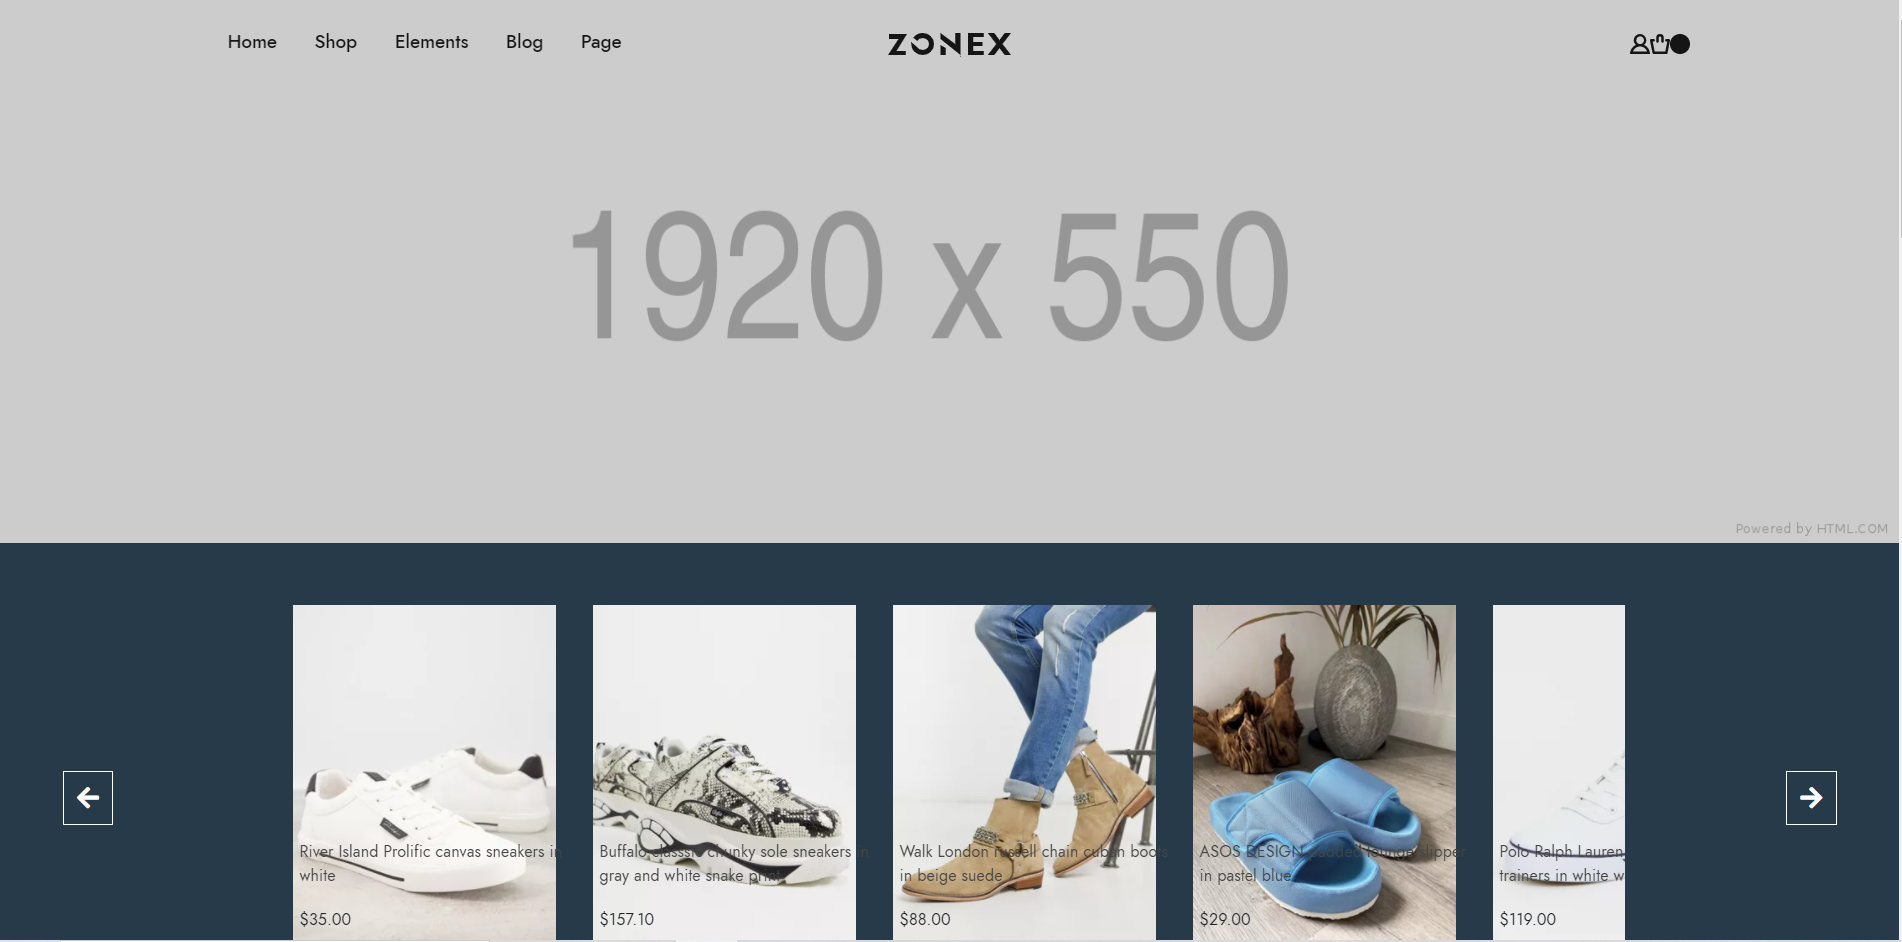 Home Shop Elements Blog Page ZONEX
1920 x 550
Powered by HTML.COM
River Island Prolific canvas sneakers in
white
$35.00
Buffalo classsic chunky sole sneakers in
gray and white snake print
$157.10
Walk London russell chain cuban boots
in beige suede
$88.00
ASOS DESIGN padded lounge slipper
in pastel blue
$29.00
Polo Ralph Lauren
trainers in white
$119.00